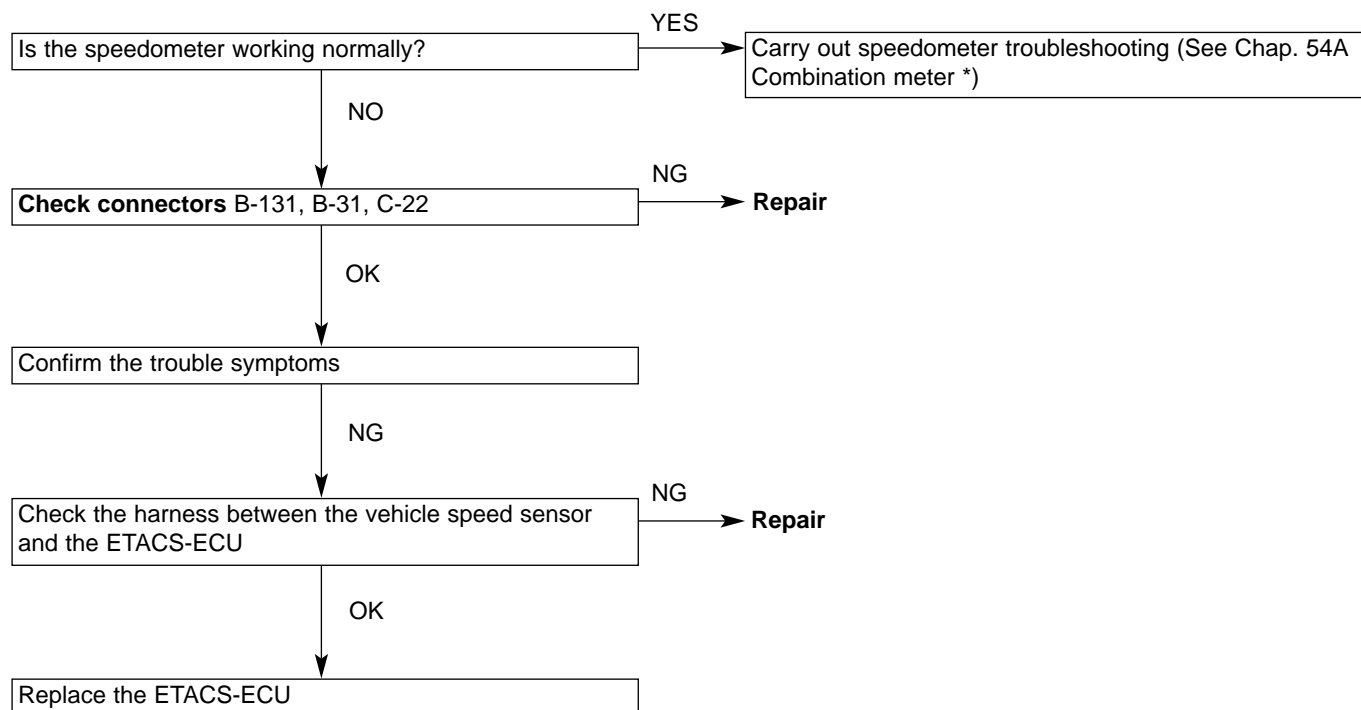 Is the speedometer working normally?
YES
Carry out speedometer troubleshooting (See Chap. 54A
Combination meter *)
NO
Check connectors B-131, B-31, C-22
NG
Repair
OK
Confirm the trouble symptoms
NG
Check the harness between the vehicle speed sensor
and the ETACS-ECU
NG
Repair
OK
Replace the ETACS-ECU